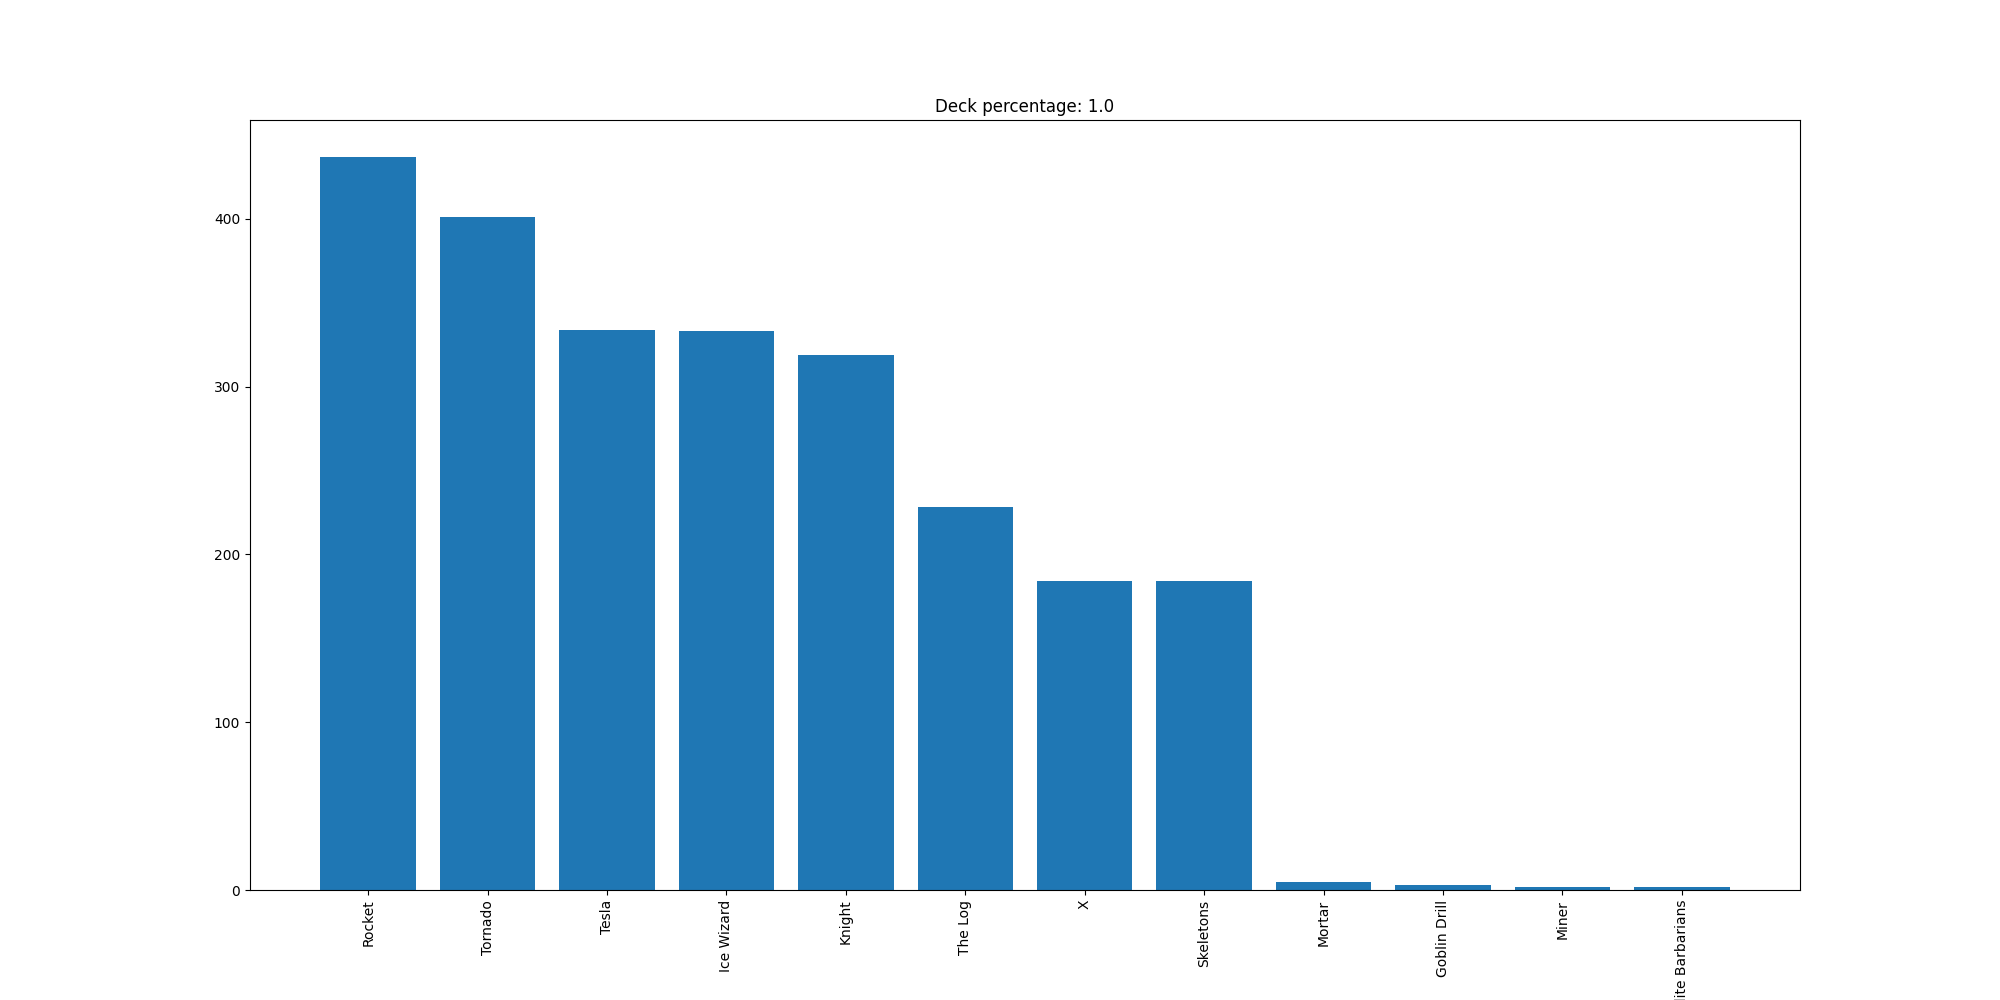 Deck percentage: 1.0
400
300
200
100
0
Rocket
Tornado
Tesla
Ice Wizard
Knight
The Log
X
Skeletons
Mortar
Goblin Drill
Miner
lite Barbarians